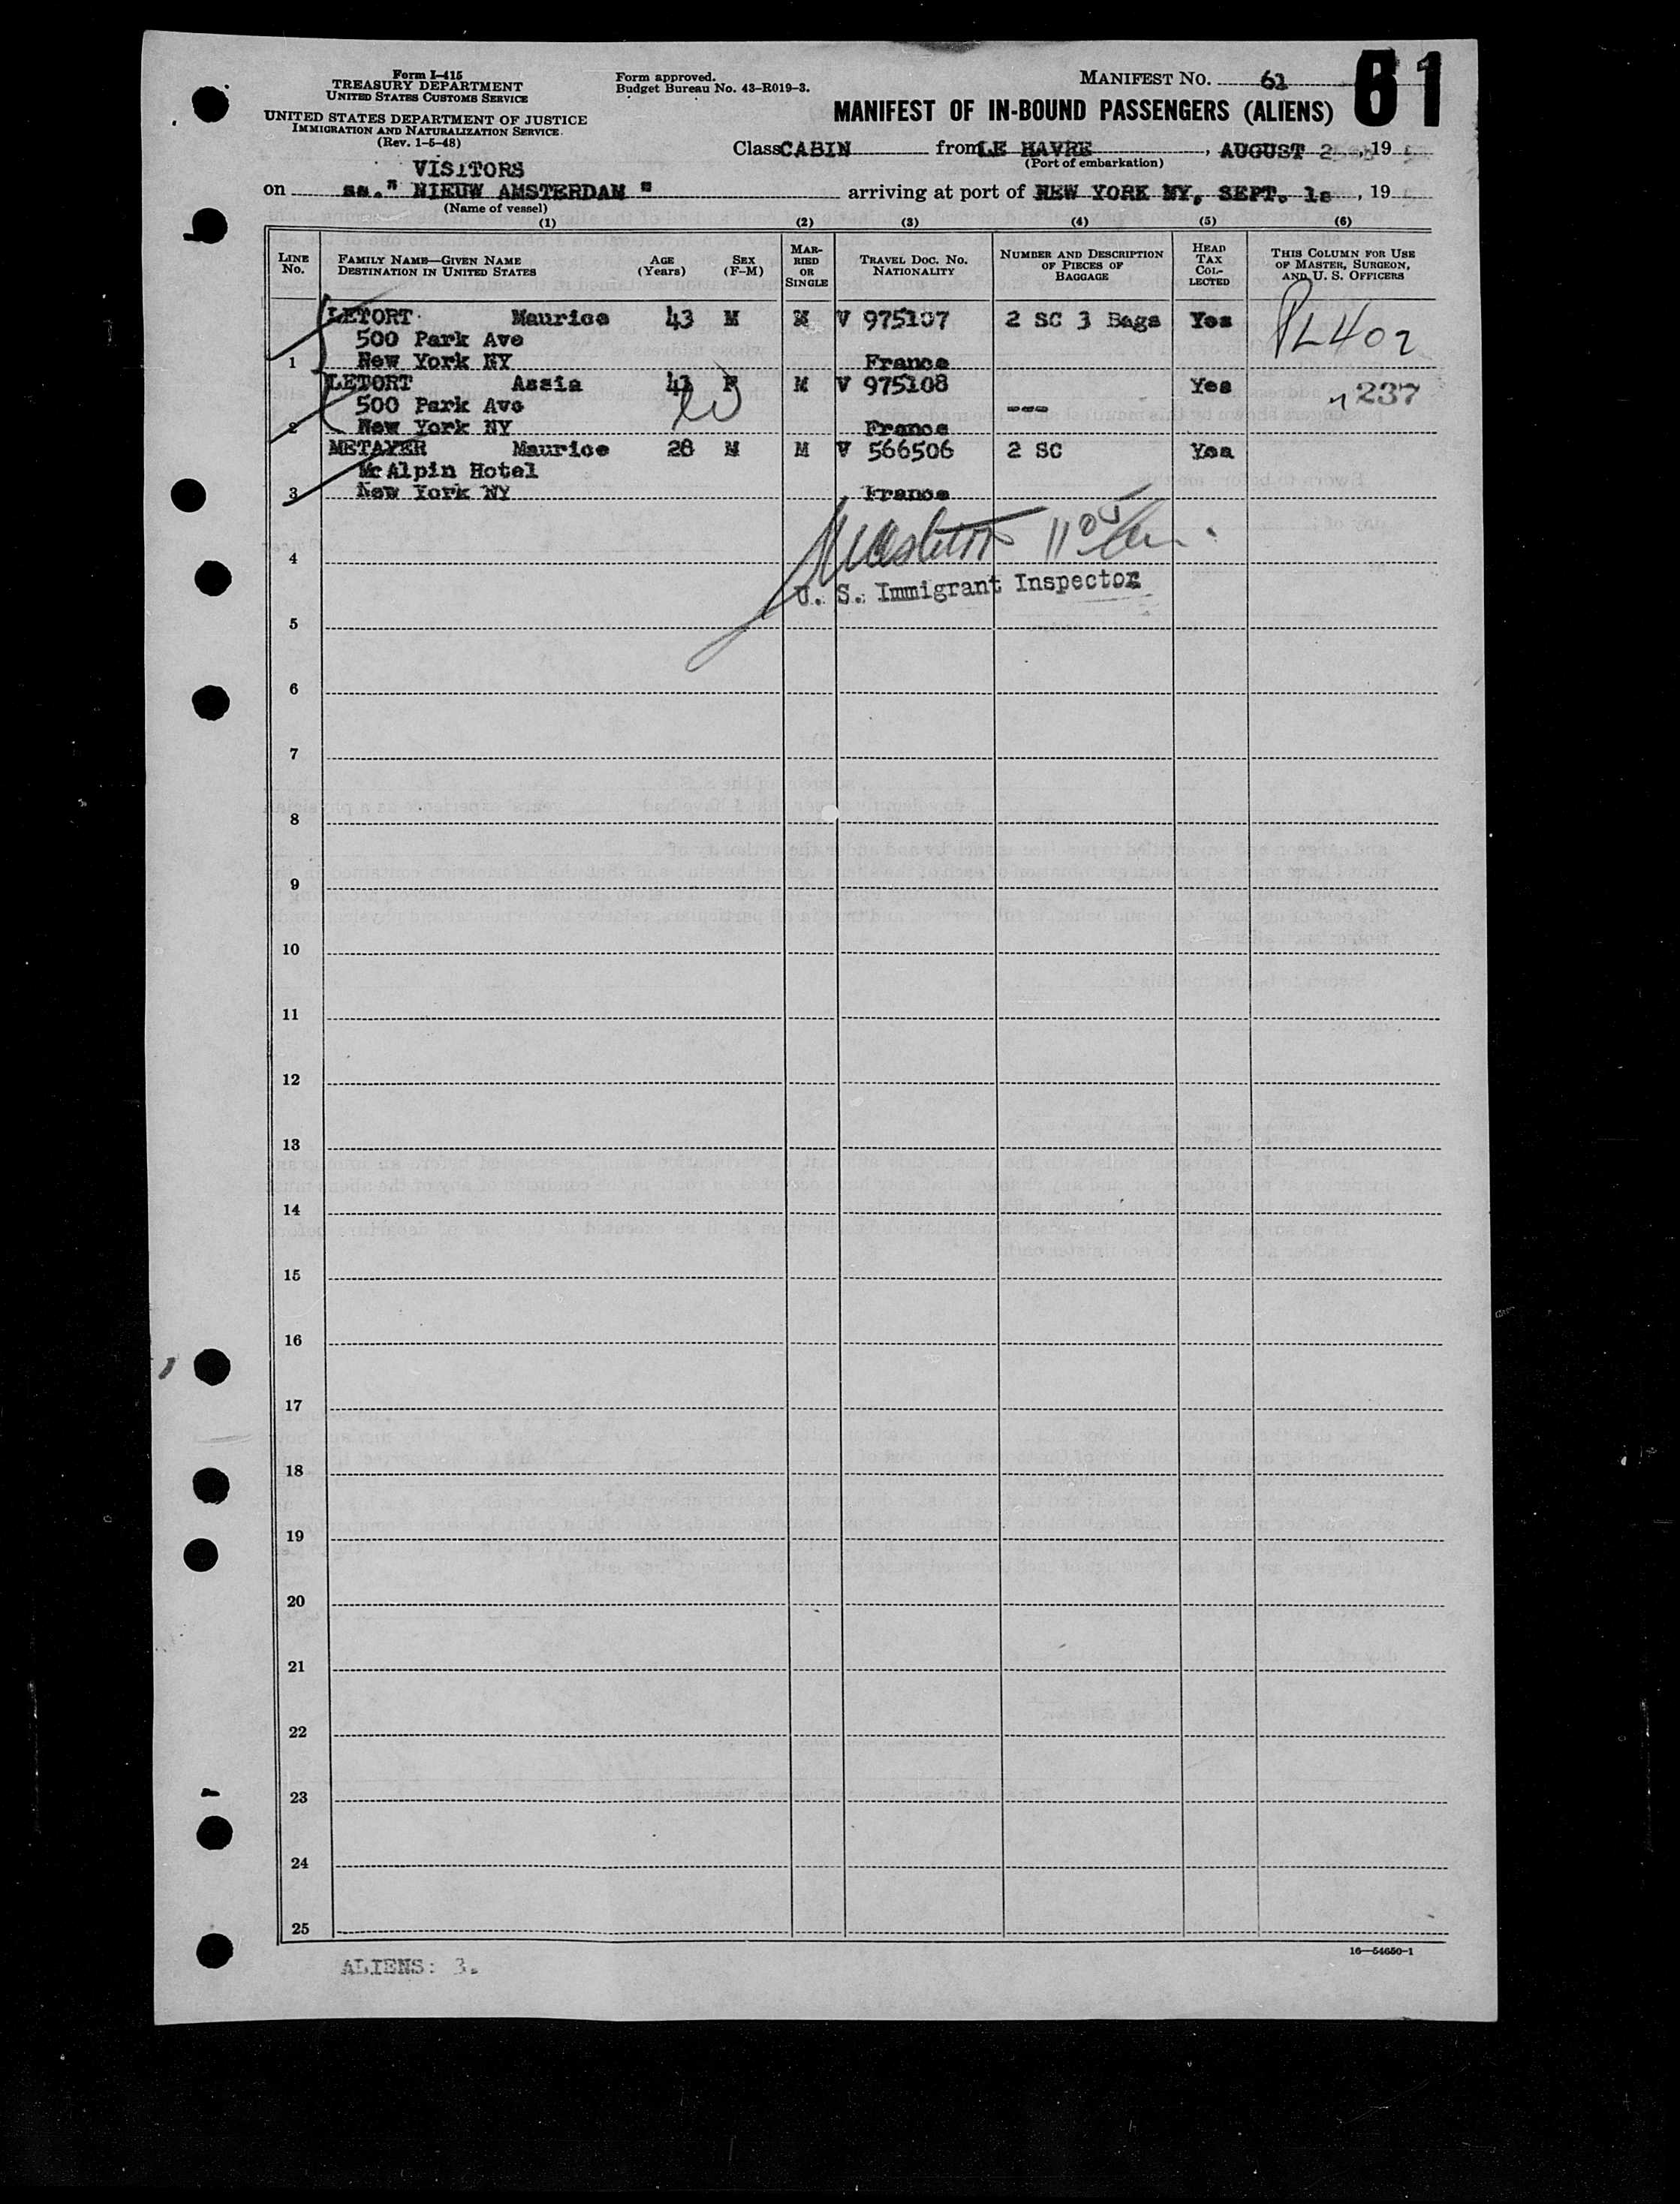 Form I-415
TREASURY DEPARTMENT
UNITED STATES CUSTOMS SERVICE
UNITED STATES DEPARTMENT OF JUSTICE
IMMIGRATION AND NATURALIZATION SERVICE
(Rev. 1-5-48)
Form approved.
Budget Bureau No. 43-R019-3.
MANIFEST NO. 61
MANIFEST OF IN-BOUND PASSENGERS (ALIENS)
Class CABIN from LE HAVRE, AUGUST 2 , 19
(Port of embarkation)
VISITORS
on ss." NIEUW AMSTERDAM " arriving at port of NEW YORK NY, SEPT. 1s , 19
(Name of vessel)
(1) (2) (3) (4) (5) (6)
LINE No. FAMILY NAME—GIVEN NAME DESTINATION IN UNITED STATES AGE (Years) SEX (F-M) MARRIED OR SINGLE TRAVEL DOC. NO. NATIONALITY NUMBER AND DESCRIPTION OF PIECES OF BAGGAGE HEAD TAX COLLECTED THIS COLUMN FOR USE OF MASTER, SURGEON, AND U. S. OFFICERS
LETORT Maurice 43 M M V 975107 2 SC 3 Bags Yes PL402
500 Park Ave
1 New York NY France
LETORT Assia 43 F M V 975108 --- Yes 237
500 Park Ave
2 New York NY France
METAYER Maurice 28 M M V 566506 2 SC Yes
Mc Alpin Hotel
3 New York NY France
4
U. S. Immigrant Inspector
5
6
7
8
9
10
11
12
13
14
15
16
17
18
19
20
21
22
23
24
25
ALIENS: 3.
16—54650-1